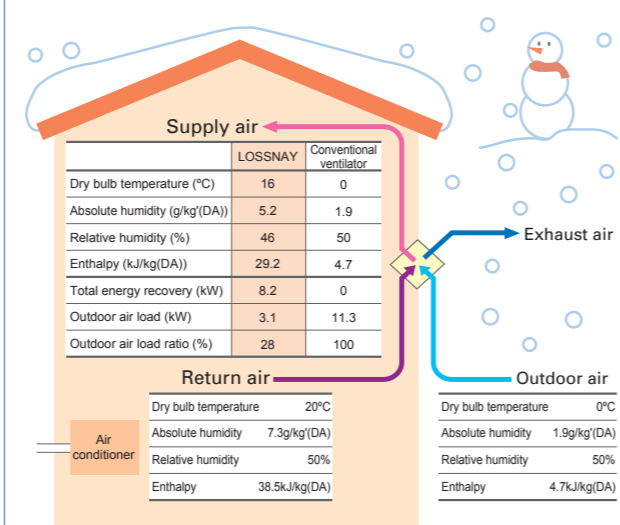 Supply air
LOSSNAY Conventional ventilator
Dry bulb temperature (ºC) 16 0
Absolute humidity (g/kg'(DA)) 5.2 1.9
Relative humidity (%) 46 50
Enthalpy (kJ/kg(DA)) 29.2 4.7
Total energy recovery (kW) 8.2 0
Outdoor air load (kW) 3.1 11.3
Outdoor air load ratio (%) 28 100
Exhaust air
Return air
Dry bulb temperature 20ºC
Absolute humidity 7.3g/kg'(DA)
Relative humidity 50%
Enthalpy 38.5kJ/kg(DA)
Outdoor air
Dry bulb temperature 0ºC
Absolute humidity 1.9g/kg'(DA)
Relative humidity 50%
Enthalpy 4.7kJ/kg(DA)
Air
conditioner